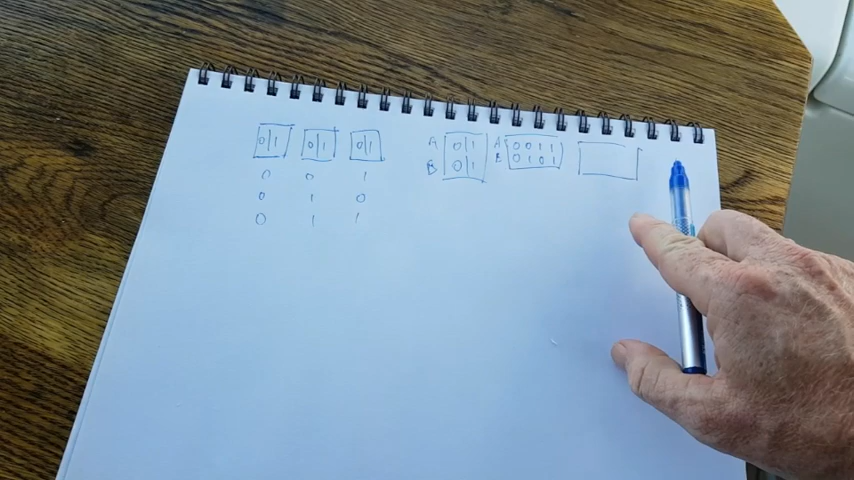 0|1 0|1 0|1
0 0 1
0 1 0
0 1 1
A 0|1
B 0|1
A 0 0 1 1
B 0 1 0 1